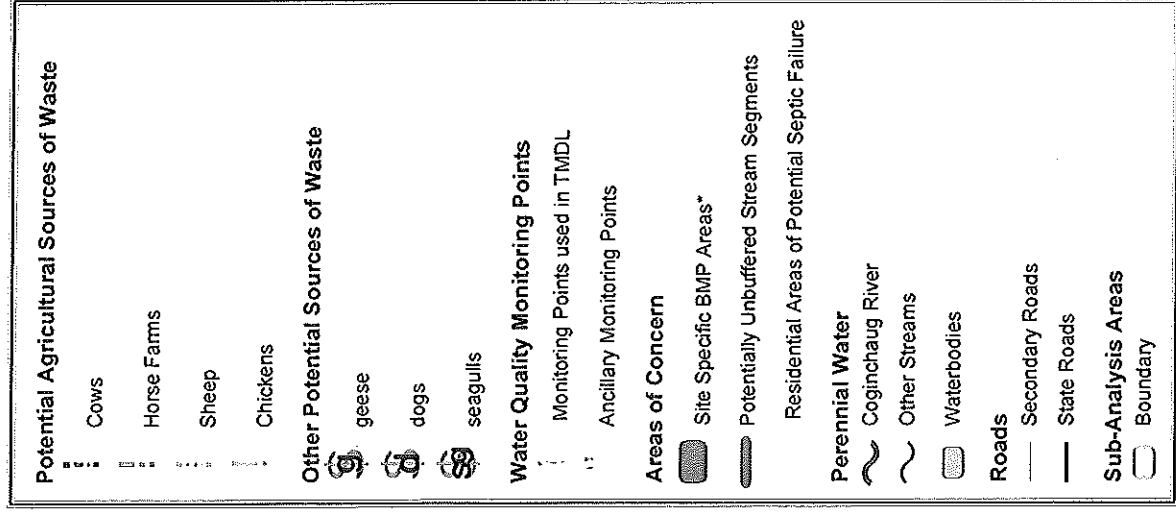 Potential Agricultural Sources of Waste
Cows
Horse Farms
Sheep
Chickens
Other Potential Sources of Waste
g geese
d dogs
sg seagulls
Water Quality Monitoring Points
Monitoring Points used in TMDL
Ancillary Monitoring Points
Areas of Concern
Site Specific BMP Areas*
Potentially Unbuffered Stream Segments
Residential Areas of Potential Septic Failure
Perennial Water
Coginchaug River
Other Streams
Waterbodies
Roads
Secondary Roads
State Roads
Sub-Analysis Areas
Boundary